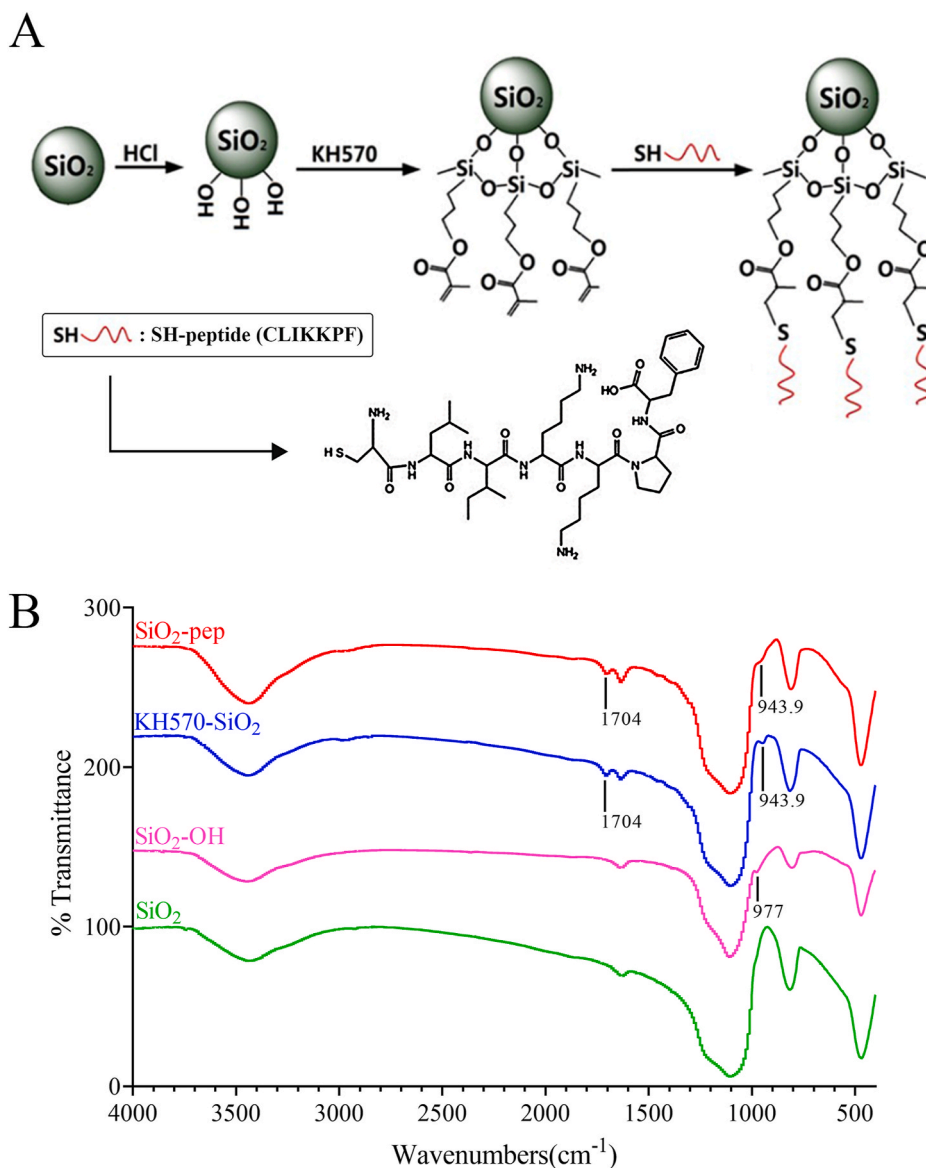 A
SiO2
HCl
SiO2
HO
HO
HO
KH570
SiO2
O O O
Si Si Si
O O
O O O
O O O
SH
SiO2
O O O
Si Si Si
O O
O O O
O O O
S S S
SH : SH-peptide (CLIKKPF)
NH2
H S
O
H N
O
H N
O
H N
NH2
O
H N
NH2
O
N
O
NH
HO
O
B
% Transmittance
300
200
100
0
SiO2-pep
1704
943.9
KH570-SiO2
1704
943.9
SiO2-OH
977
SiO2
4000 3500 3000 2500 2000 1500 1000 500
Wavenumbers(cm-1)